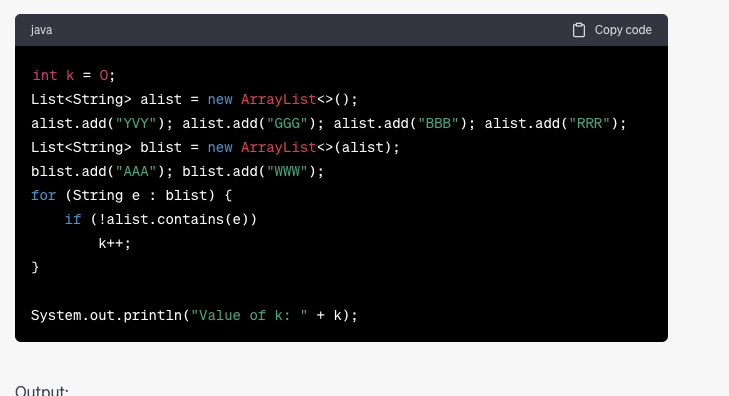 java Copy code
int k = 0;
List<String> alist = new ArrayList<>();
alist.add("YVY"); alist.add("GGG"); alist.add("BBB"); alist.add("RRR");
List<String> blist = new ArrayList<>(alist);
blist.add("AAA"); blist.add("WWW");
for (String e : blist) {
    if (!alist.contains(e))
        k++;
}
System.out.println("Value of k: " + k);
Output: